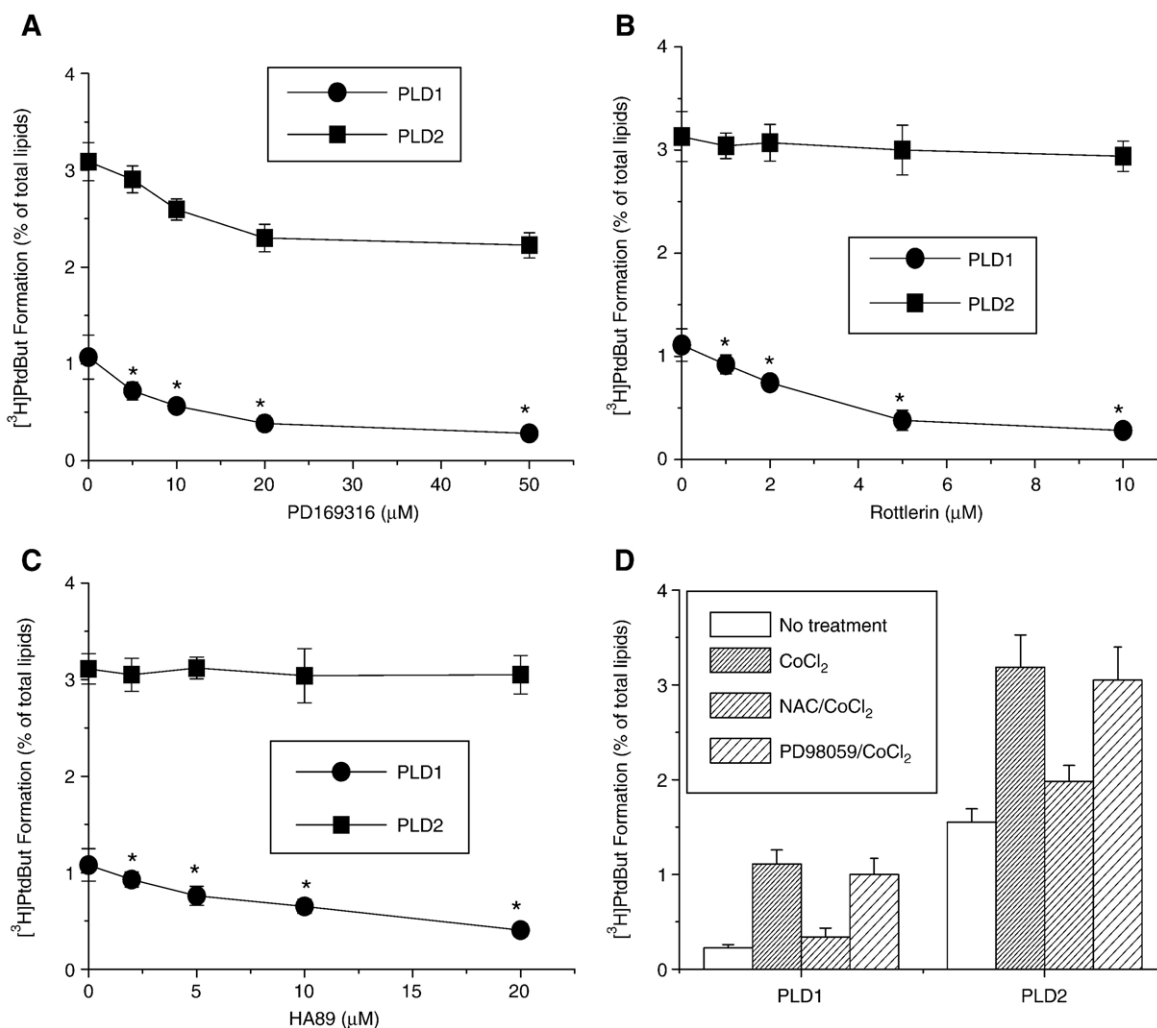 A
[³H]PtdBut Formation (% of total lipids)
4
3
2
1
0
PLD1
PLD2
* * * *
0 10 20 30 40 50
PD169316 (μM)
B
[³H]PtdBut Formation (% of total lipids)
4
3
2
1
0
PLD1
PLD2
* * * *
0 2 4 6 8 10
Rottlerin (μM)
C
[³H]PtdBut Formation (% of total lipids)
4
3
2
1
0
PLD1
PLD2
* * * *
0 5 10 15 20
HA89 (μM)
D
[³H]PtdBut Formation (% of total lipids)
4
3
2
1
0
No treatment
CoCl₂
NAC/CoCl₂
PD98059/CoCl₂
PLD1 PLD2